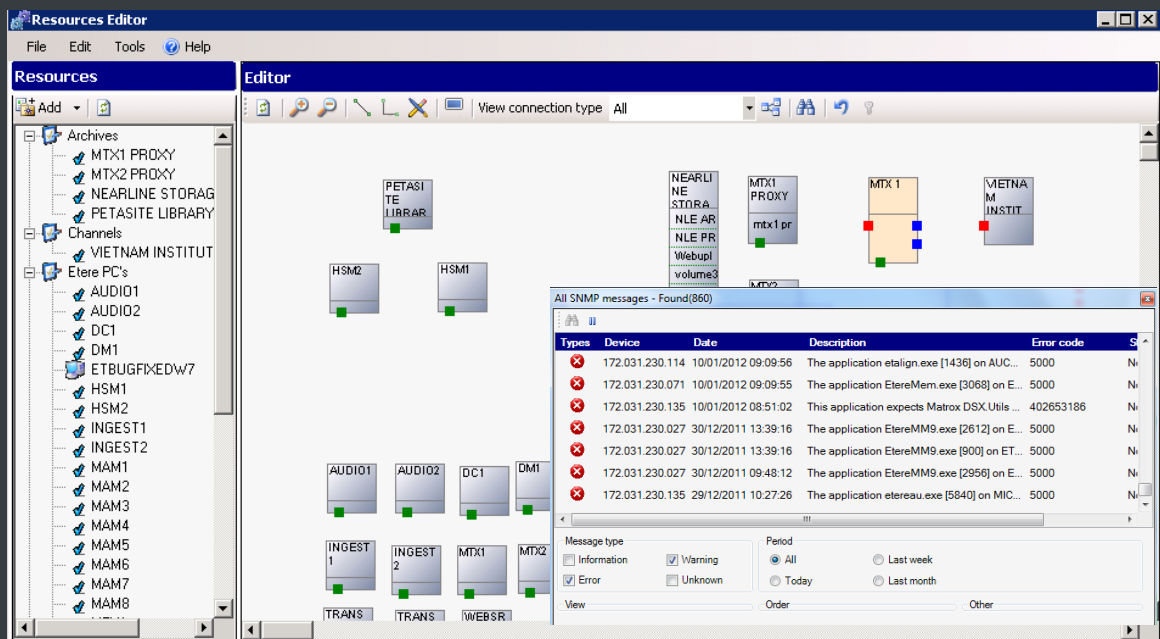 Resources Editor
File Edit Tools Help
Resources
Editor
Add
View connection type All
Archives
MTX1 PROXY
MTX2 PROXY
NEARLINE STORAG
PETASITE LIBRARY
Channels
VIETNAM INSTITUT
Etere PC's
AUDIO1
AUDIO2
DC1
DM1
ETBUGFIXEDW7
HSM1
HSM2
INGEST1
INGEST2
MAM1
MAM2
MAM3
MAM4
MAM5
MAM6
MAM7
MAM8
PETASI
TE
LIBRAR
NEARLI
NE
STORA
NLE AR
NLE PR
Webupl
volume3
MTX1
PROXY
mtx1 pr
MTX 1
VIETNA
M
INSTIT
HSM2
HSM1
MTX2
AUDIO1
AUDIO2
DC1
DM1
INGEST
1
INGEST
2
MTX1
MTX2
TRANS
TRANS
WEBSR
All SNMP messages - Found(860)
Types Device Date Description Error code S
172.031.230.114 10/01/2012 09:09:56 The application etalign.exe [1436] on AUC... 5000 No
172.031.230.071 10/01/2012 09:09:55 The application EtereMem.exe [3068] on E... 5000 No
172.031.230.135 10/01/2012 08:51:02 This application expects Matrox DSX.Utils ... 402653186 No
172.031.230.027 30/12/2011 13:39:16 The application EtereMM9.exe [2612] on E... 5000 No
172.031.230.027 30/12/2011 13:39:16 The application EtereMM9.exe [900] on ET... 5000 No
172.031.230.027 30/12/2011 09:48:12 The application EtereMM9.exe [2956] on E... 5000 No
172.031.230.135 29/12/2011 10:27:26 The application etereau.exe [5840] on MIC... 5000 No
Message type
Information Warning
Error Unknown
Period
All Last week
Today Last month
View
Order
Other